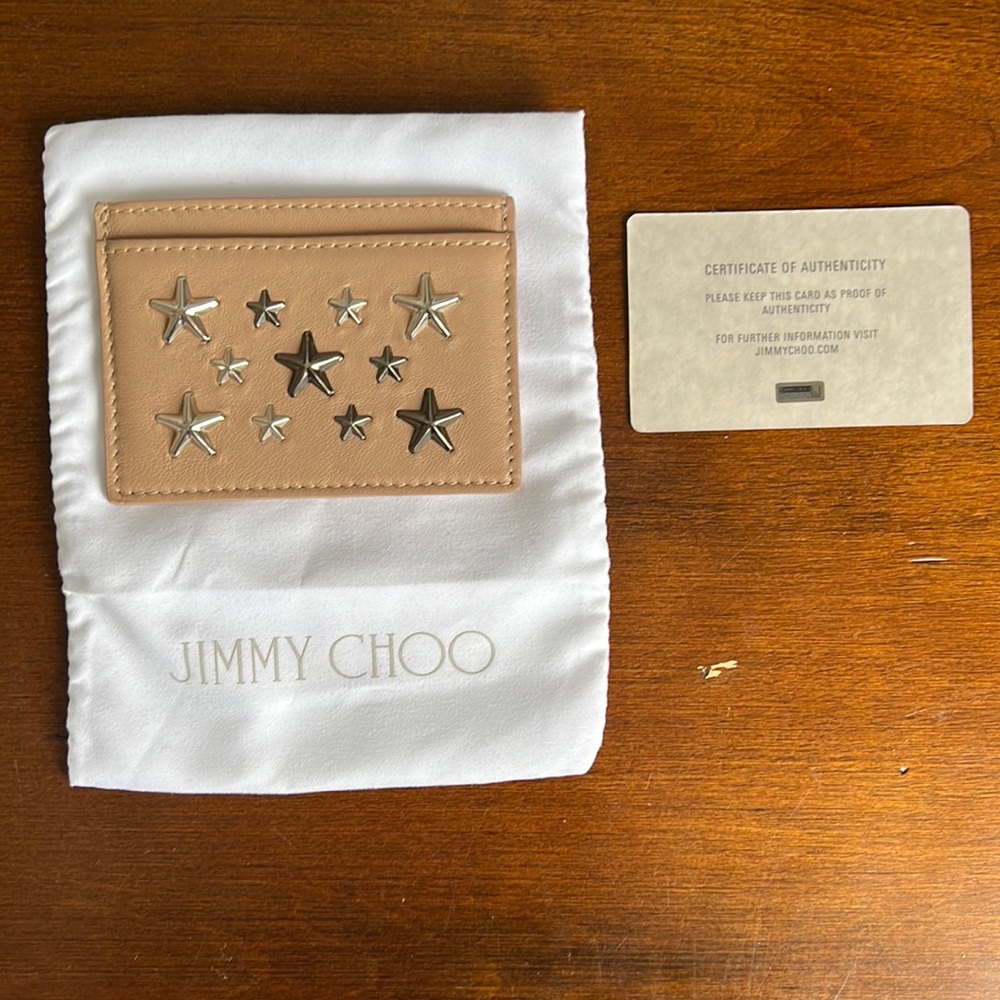 CERTIFICATE OF AUTHENTICITY
PLEASE KEEP THIS CARD AS PROOF OF
AUTHENTICITY
FOR FURTHER INFORMATION VISIT
JIMMYCHOO.COM
JIMMY CHOO